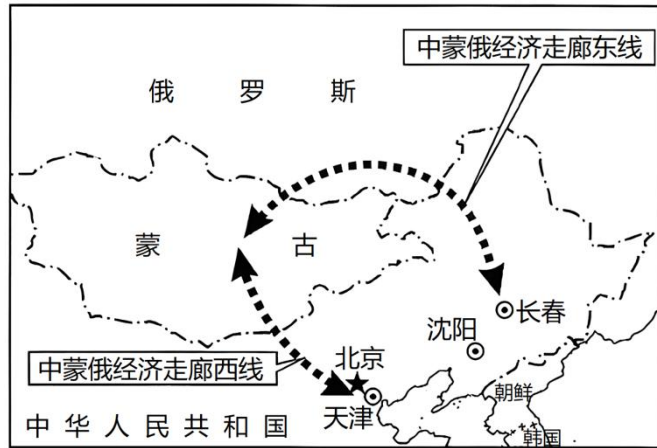 中蒙俄经济走廊东线
俄罗斯
蒙古
长春
沈阳
中蒙俄经济走廊西线
北京
天津
朝鲜
韩国
中华人民共和国